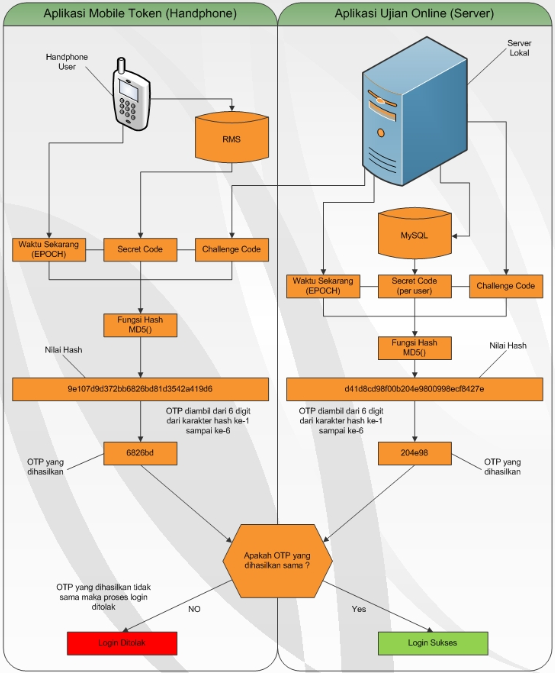 Aplikasi Mobile Token (Handphone)
Aplikasi Ujian Online (Server)
Handphone
User
Server
Lokal
RMS
MySQL
Waktu Sekarang
(EPOCH)
Secret Code
Challenge Code
Waktu Sekarang
(EPOCH)
Secret Code
(per user)
Challenge Code
Fungsi Hash
MD5()
Fungsi Hash
MD5()
Nilai Hash
Nilai Hash
9e107d9d372bb6826bd81d3542a419d6
d41d8cd98f00b204e9800998ecf8427e
OTP diambil dari 6 digit
dari karakter hash ke-1
sampai ke-6
OTP diambil dari 6 digit
dari karakter hash ke-1
sampai ke-6
OTP yang
dihasilkan
6826bd
204e98
OTP yang
dihasilkan
Apakah OTP yang
dihasilkan sama ?
OTP yang dihasilkan tidak
sama maka proses login
ditolak
NO
Yes
Login Ditolak
Login Sukses